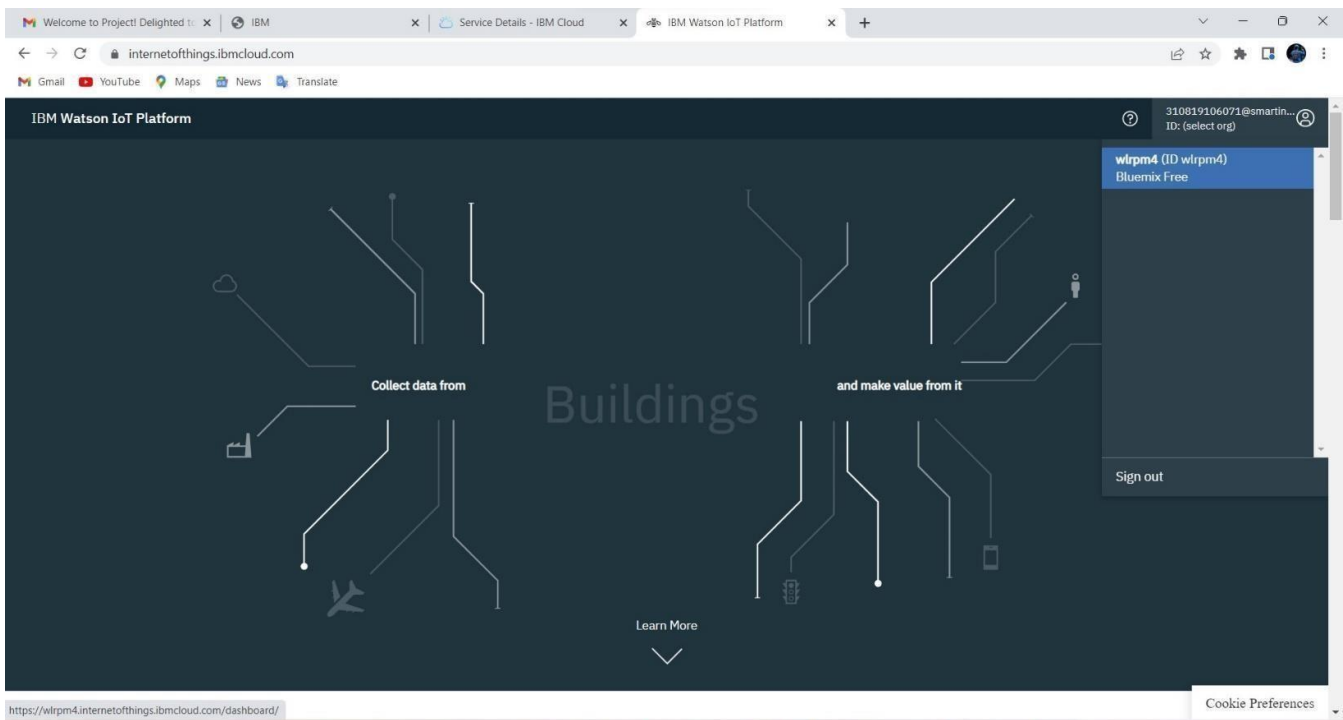 Welcome to Project! Delighted to
IBM
Service Details - IBM Cloud
IBM Watson IoT Platform
internetofthings.ibmcloud.com
Gmail
YouTube
Maps
News
Translate
IBM Watson IoT Platform
310819106071@smartin...
ID: (select org)
wlrpm4 (ID wlrpm4)
Bluemix Free
Collect data from
Buildings
and make value from it
Sign out
Learn More
Cookie Preferences
https://wlrpm4.internetofthings.ibmcloud.com/dashboard/